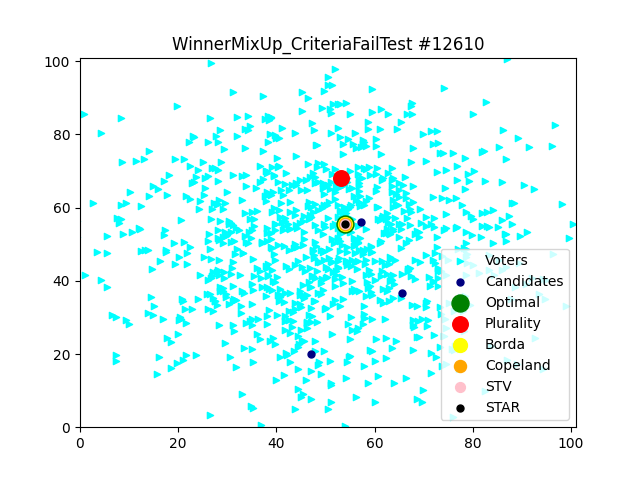 WinnerMixUp_CriteriaFailTest #12610
100
80
60
40
20
0
0
20
40
60
80
100
Voters
Candidates
Optimal
Plurality
Borda
Copeland
STV
STAR